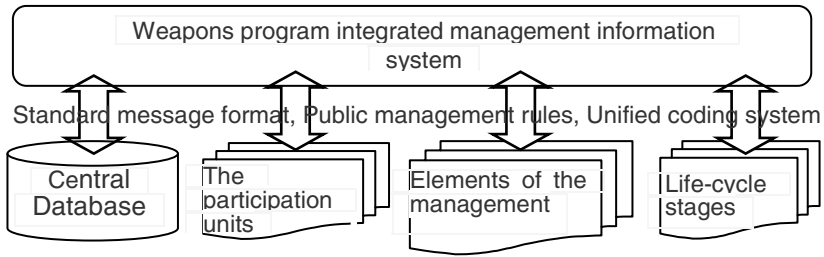 Weapons program integrated management information
system
Standard message format, Public management rules, Unified coding system
Central
Database
The
participation
units
Elements of the
management
Life-cycle
stages